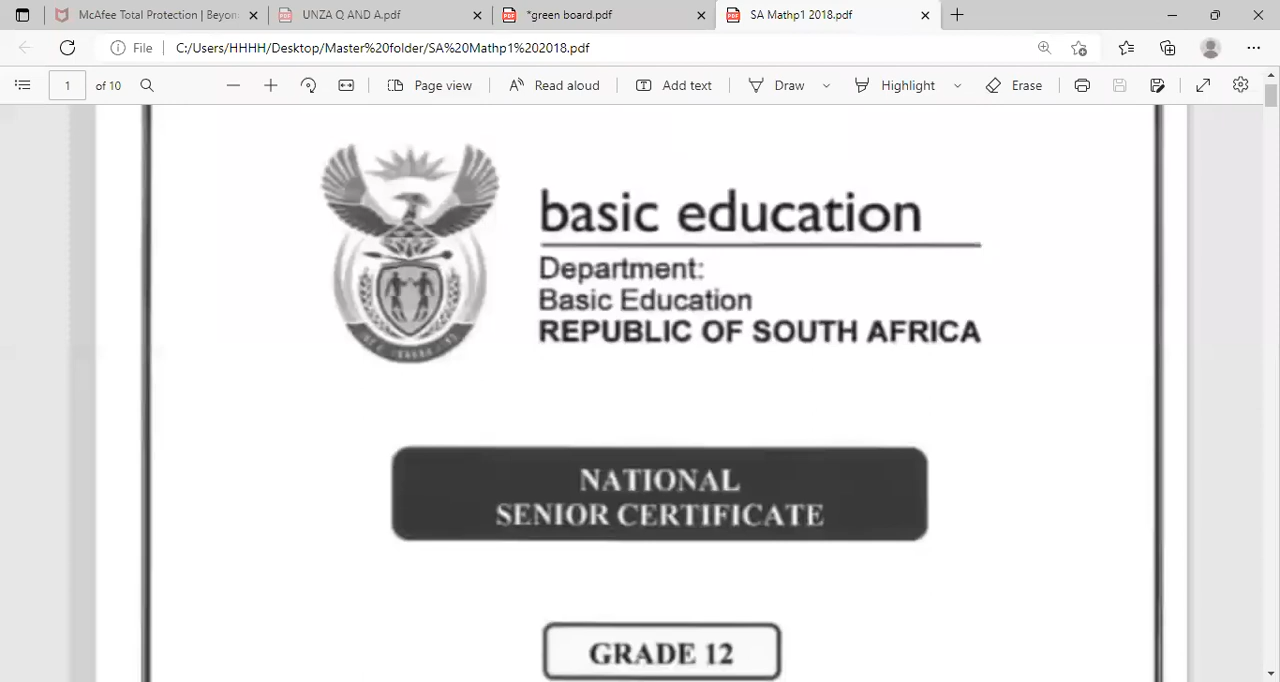 McAfee Total Protection | Beyon
UNZA Q AND A.pdf
*green board.pdf
SA Mathp1 2018.pdf
File
C:/Users/HHHH/Desktop/Master%20folder/SA%20Mathp1%202018.pdf
1 of 10
Page view
Read aloud
Add text
Draw
Highlight
Erase
basic education
Department:
Basic Education
REPUBLIC OF SOUTH AFRICA
NATIONAL
SENIOR CERTIFICATE
GRADE 12